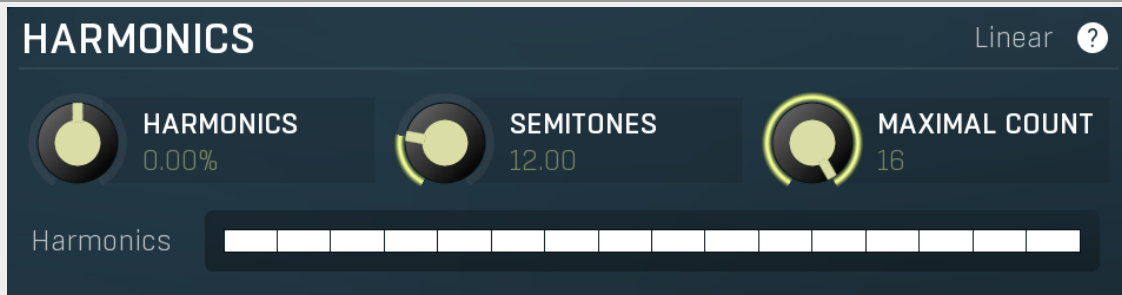 HARMONICS
Linear ?
HARMONICS
0.00%
SEMITONES
12.00
MAXIMAL COUNT
16
Harmonics